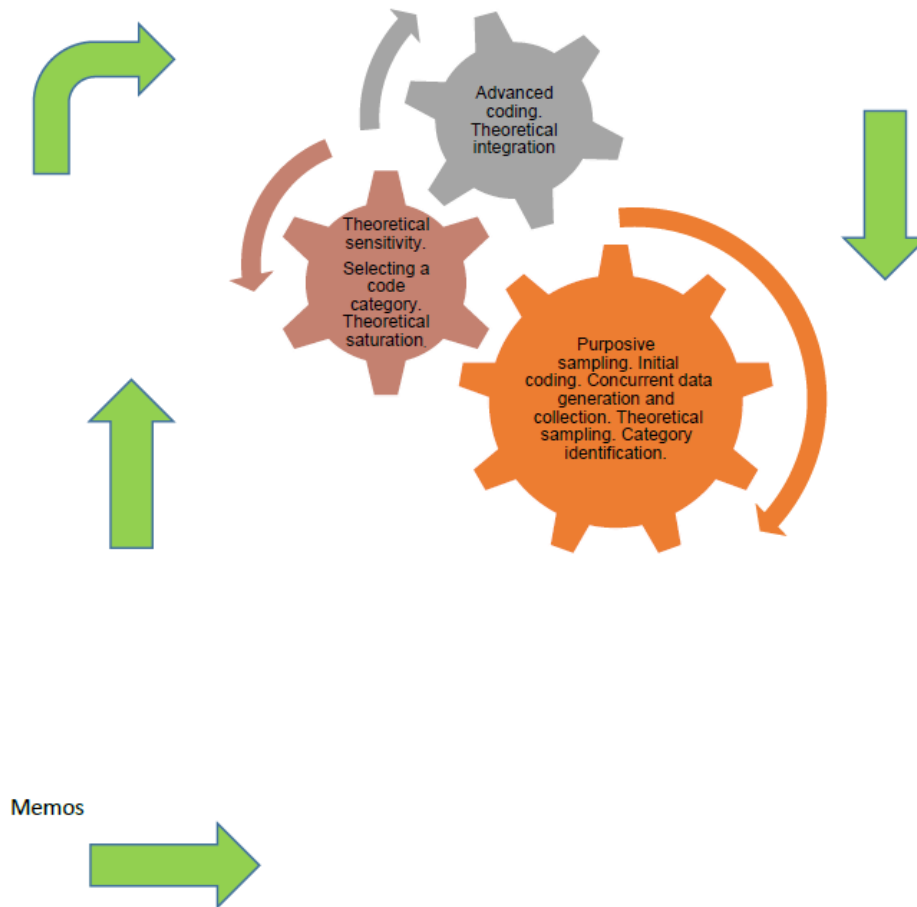 Advanced
coding.
Theoretical
integration
Theoretical
sensitivity.
Selecting a
code
category.
Theoretical
saturation.
Purposive
sampling. Initial
coding. Concurrent data
generation and
collection. Theoretical
sampling. Category
identification.
Memos